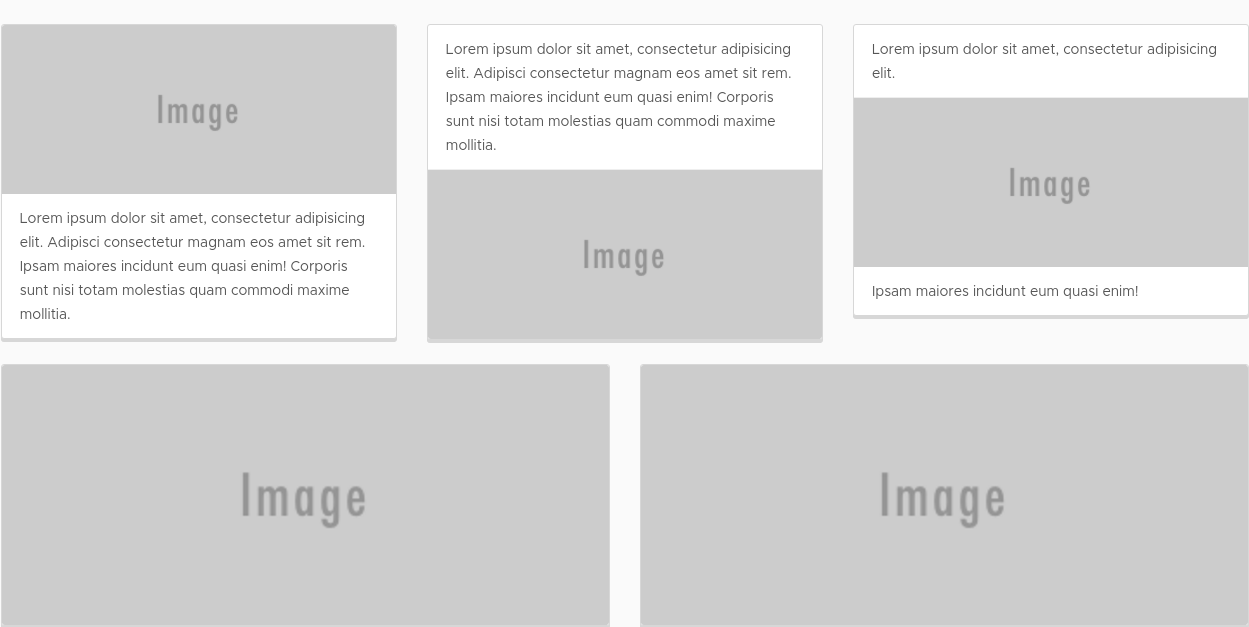 Image
Lorem ipsum dolor sit amet, consectetur adipisicing
elit. Adipisci consectetur magnam eos amet sit rem.
Ipsam maiores incidunt eum quasi enim! Corporis
sunt nisi totam molestias quam commodi maxime
mollitia.
Lorem ipsum dolor sit amet, consectetur adipisicing
elit. Adipisci consectetur magnam eos amet sit rem.
Ipsam maiores incidunt eum quasi enim! Corporis
sunt nisi totam molestias quam commodi maxime
mollitia.
Image
Lorem ipsum dolor sit amet, consectetur adipisicing
elit.
Image
Ipsam maiores incidunt eum quasi enim!
Image
Image